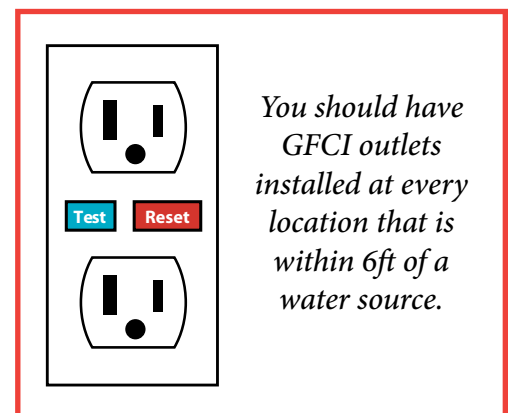 Test
Reset
You should have
GFCI outlets
installed at every
location that is
within 6ft of a
water source.